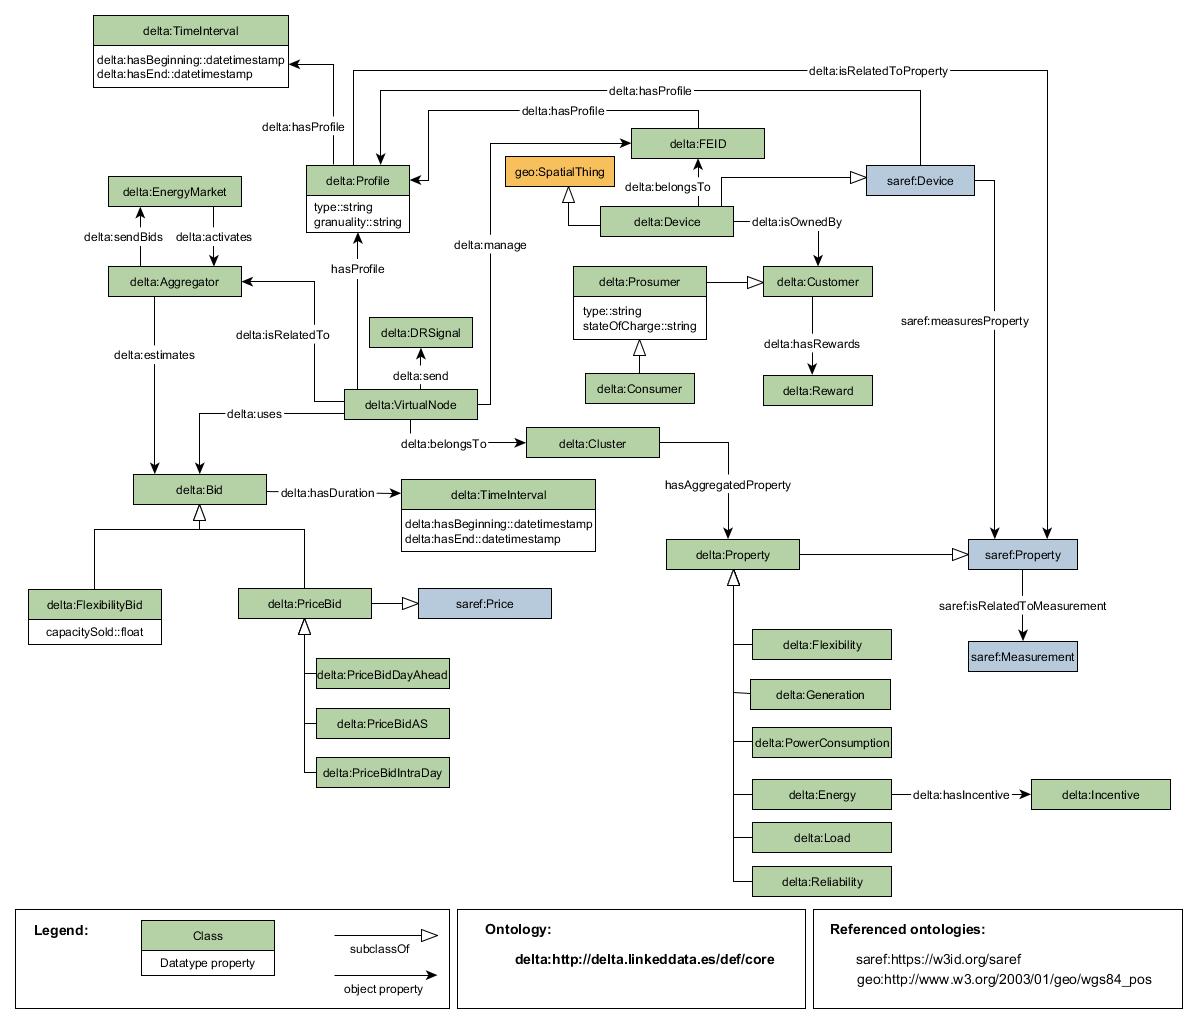 delta:TimeInterval
delta:hasBeginning::datetimestamp
delta:hasEnd::datetimestamp
delta:isRelatedToProperty
delta:hasProfile
delta:hasProfile
delta:hasProfile
delta:FEID
geo:SpatialThing
delta:Profile
type::string
granuality::string
delta:belongsTo
saref:Device
delta:EnergyMarket
delta:Device
delta:isOwnedBy
delta:sendBids
delta:activates
delta:manage
hasProfile
delta:Aggregator
delta:Prosumer
type::string
stateOfCharge::string
delta:Customer
saref:measuresProperty
delta:isRelatedTo
delta:DRSignal
delta:hasRewards
delta:estimates
delta:send
delta:Consumer
delta:Reward
delta:VirtualNode
delta:uses
delta:belongsTo
delta:Cluster
hasAggregatedProperty
delta:Bid
delta:hasDuration
delta:TimeInterval
delta:hasBeginning::datetimestamp
delta:hasEnd::datetimestamp
delta:Property
saref:Property
delta:FlexibilityBid
capacitySold::float
delta:PriceBid
saref:Price
saref:isRelatedToMeasurement
delta:Flexibility
saref:Measurement
delta:PriceBidDayAhead
delta:Generation
delta:PriceBidAS
delta:PowerConsumption
delta:PriceBidIntraDay
delta:Energy
delta:hasIncentive
delta:Incentive
delta:Load
delta:Reliability
Legend:
Class
Datatype property
subclassOf
object property
Ontology:
delta:http://delta.linkeddata.es/def/core
Referenced ontologies:
saref:https://w3id.org/saref
geo:http://www.w3.org/2003/01/geo/wgs84_pos